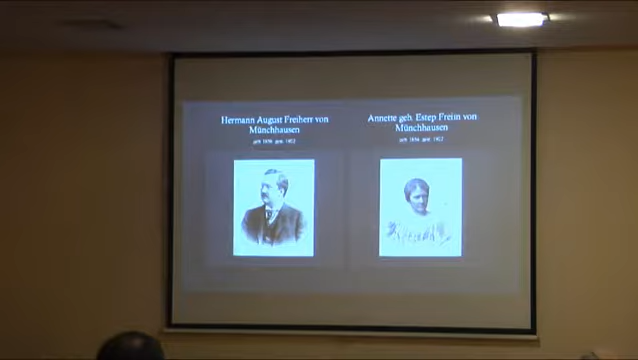 Hermann August Freiherr von
Münchhausen
Annette geb. Estep Freiin von
Münchhausen